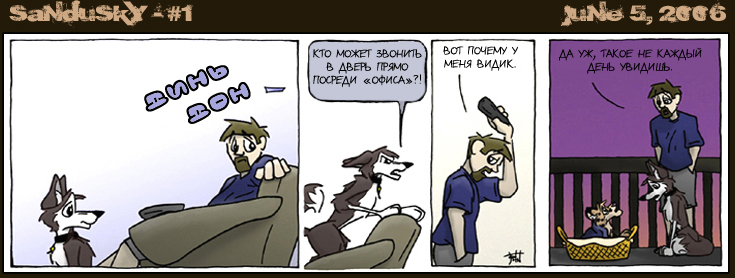 SANDUSKY - #1
JUNE 5, 2006
ДИНЬ
ДОН
КТО МОЖЕТ ЗВОНИТЬ
В ДВЕРЬ ПРЯМО
ПОСРЕДИ «ОФИСА»?!
ВОТ ПОЧЕМУ У
МЕНЯ ВИДИК.
ДА УЖ, ТАКОЕ НЕ КАЖДЫЙ
ДЕНЬ УВИДИШЬ.